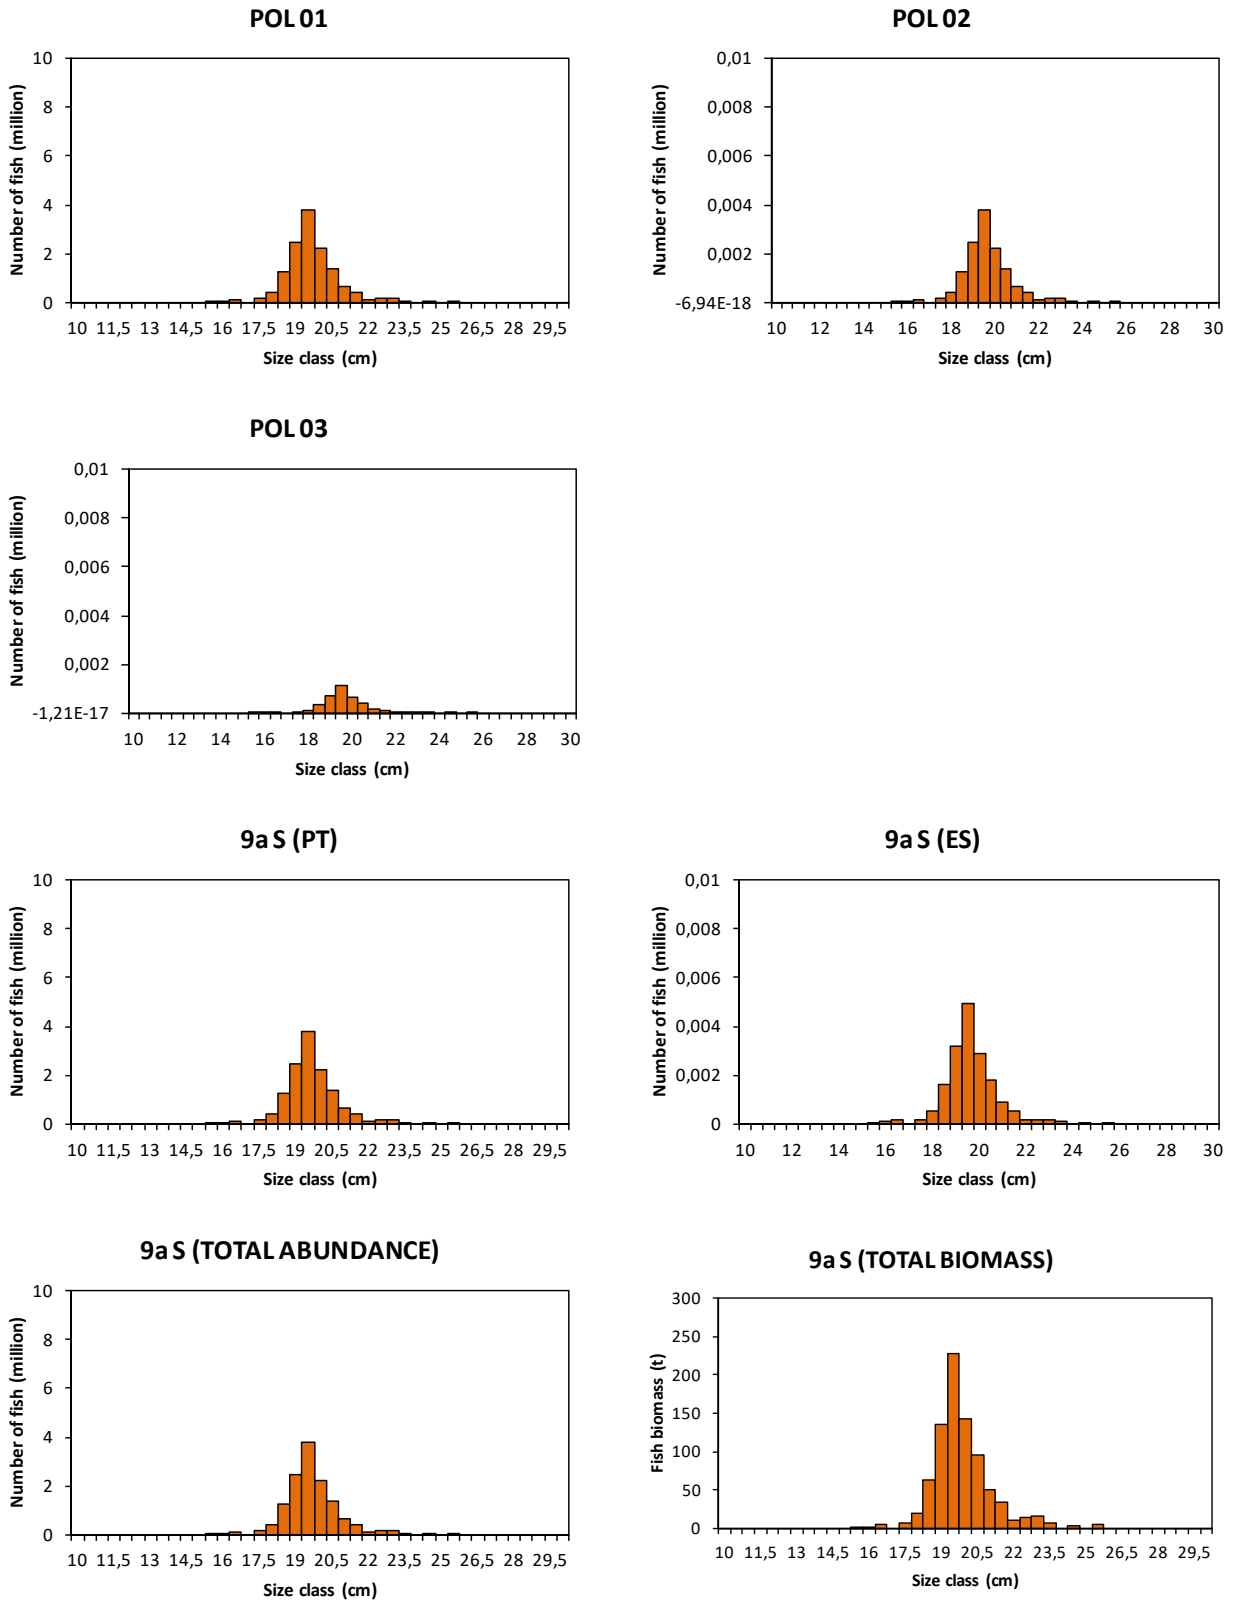 POL 01
10
8
6
4
2
0
Number of fish (million)
10 11,5 13 14,5 16 17,5 19 20,5 22 23,5 25 26,5 28 29,5
Size class (cm)
POL 02
0,01
0,008
0,006
0,004
0,002
-6,94E-18
Number of fish (million)
10 12 14 16 18 20 22 24 26 28 30
Size class (cm)
POL 03
0,01
0,008
0,006
0,004
0,002
-1,21E-17
Number of fish (million)
10 12 14 16 18 20 22 24 26 28 30
Size class (cm)
9a S (PT)
10
8
6
4
2
0
Number of fish (million)
10 11,5 13 14,5 16 17,5 19 20,5 22 23,5 25 26,5 28 29,5
Size class (cm)
9a S (ES)
0,01
0,008
0,006
0,004
0,002
0
Number of fish (million)
10 12 14 16 18 20 22 24 26 28 30
Size class (cm)
9a S (TOTAL ABUNDANCE)
10
8
6
4
2
0
Number of fish (million)
10 11,5 13 14,5 16 17,5 19 20,5 22 23,5 25 26,5 28 29,5
Size class (cm)
9a S (TOTAL BIOMASS)
300
250
200
150
100
50
0
Fish biomass (t)
10 11,5 13 14,5 16 17,5 19 20,5 22 23,5 25 26,5 28 29,5
Size class (cm)